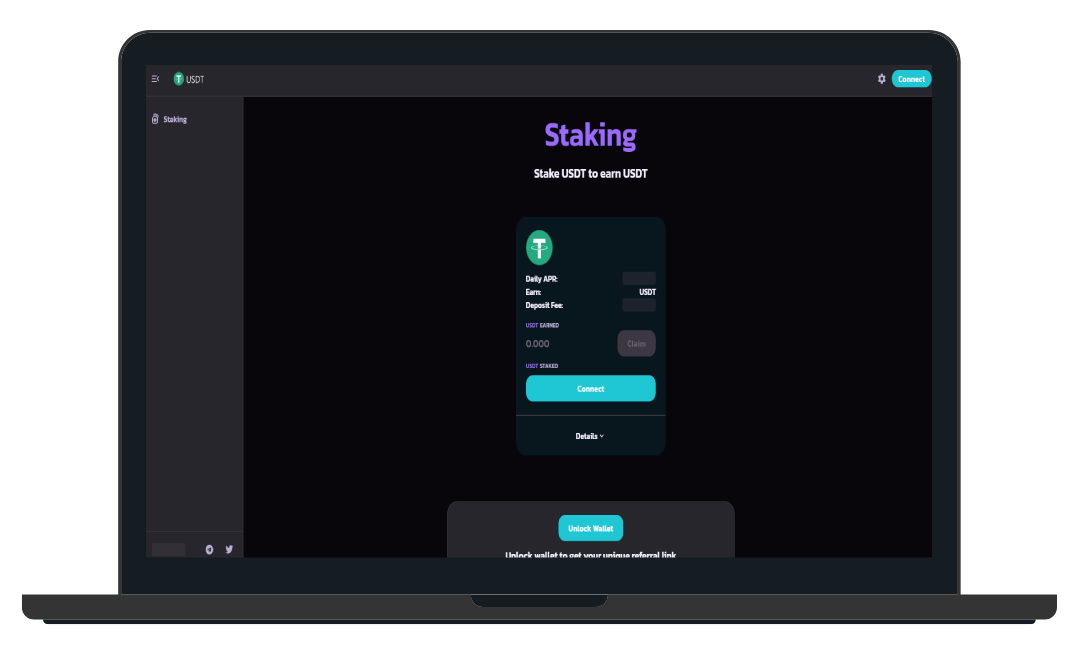 USDT
Connect
Staking
Staking
Stake USDT to earn USDT
Daily APR:
Earn: USDT
Deposit Fee:
USDT EARNED
0.000 Claim
USDT STAKED
Connect
Details
Unlock Wallet
Unlock wallet to get your unique referral link